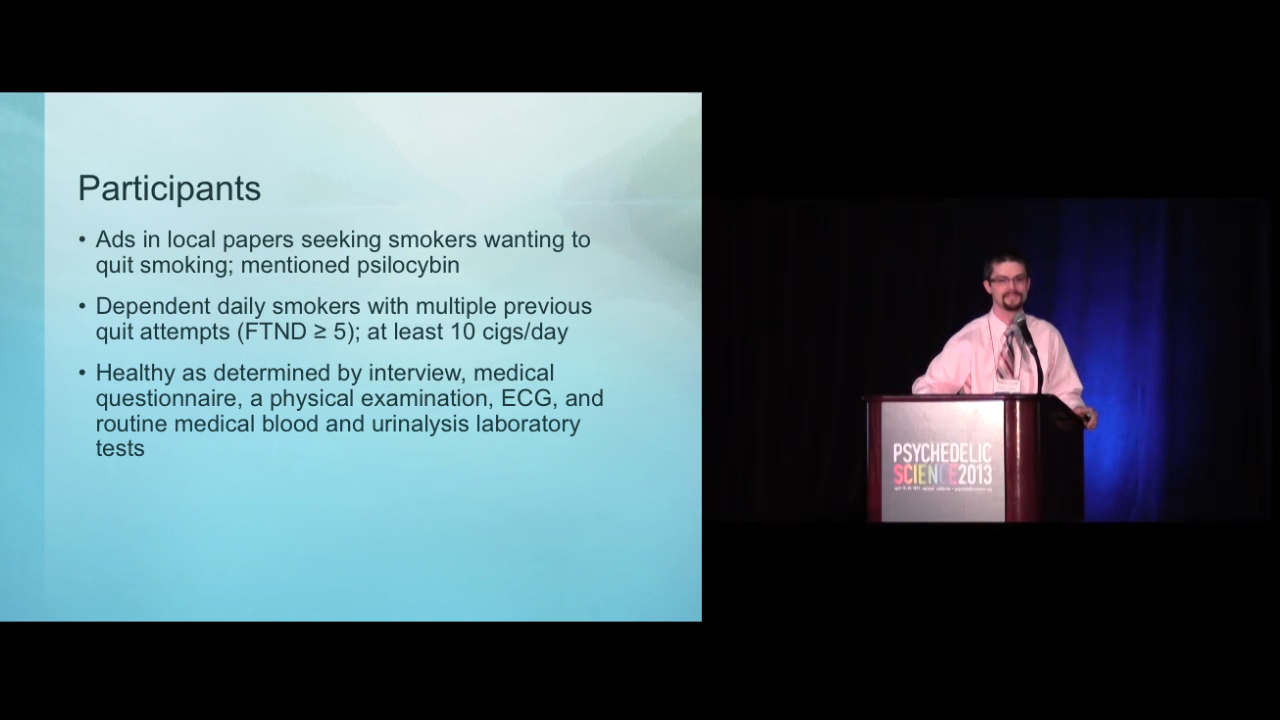 Participants
• Ads in local papers seeking smokers wanting to
quit smoking; mentioned psilocybin
• Dependent daily smokers with multiple previous
quit attempts (FTND ≥ 5); at least 10 cigs/day
• Healthy as determined by interview, medical
questionnaire, a physical examination, ECG, and
routine medical blood and urinalysis laboratory
tests
PSYCHEDELIC
SCIENCE2013